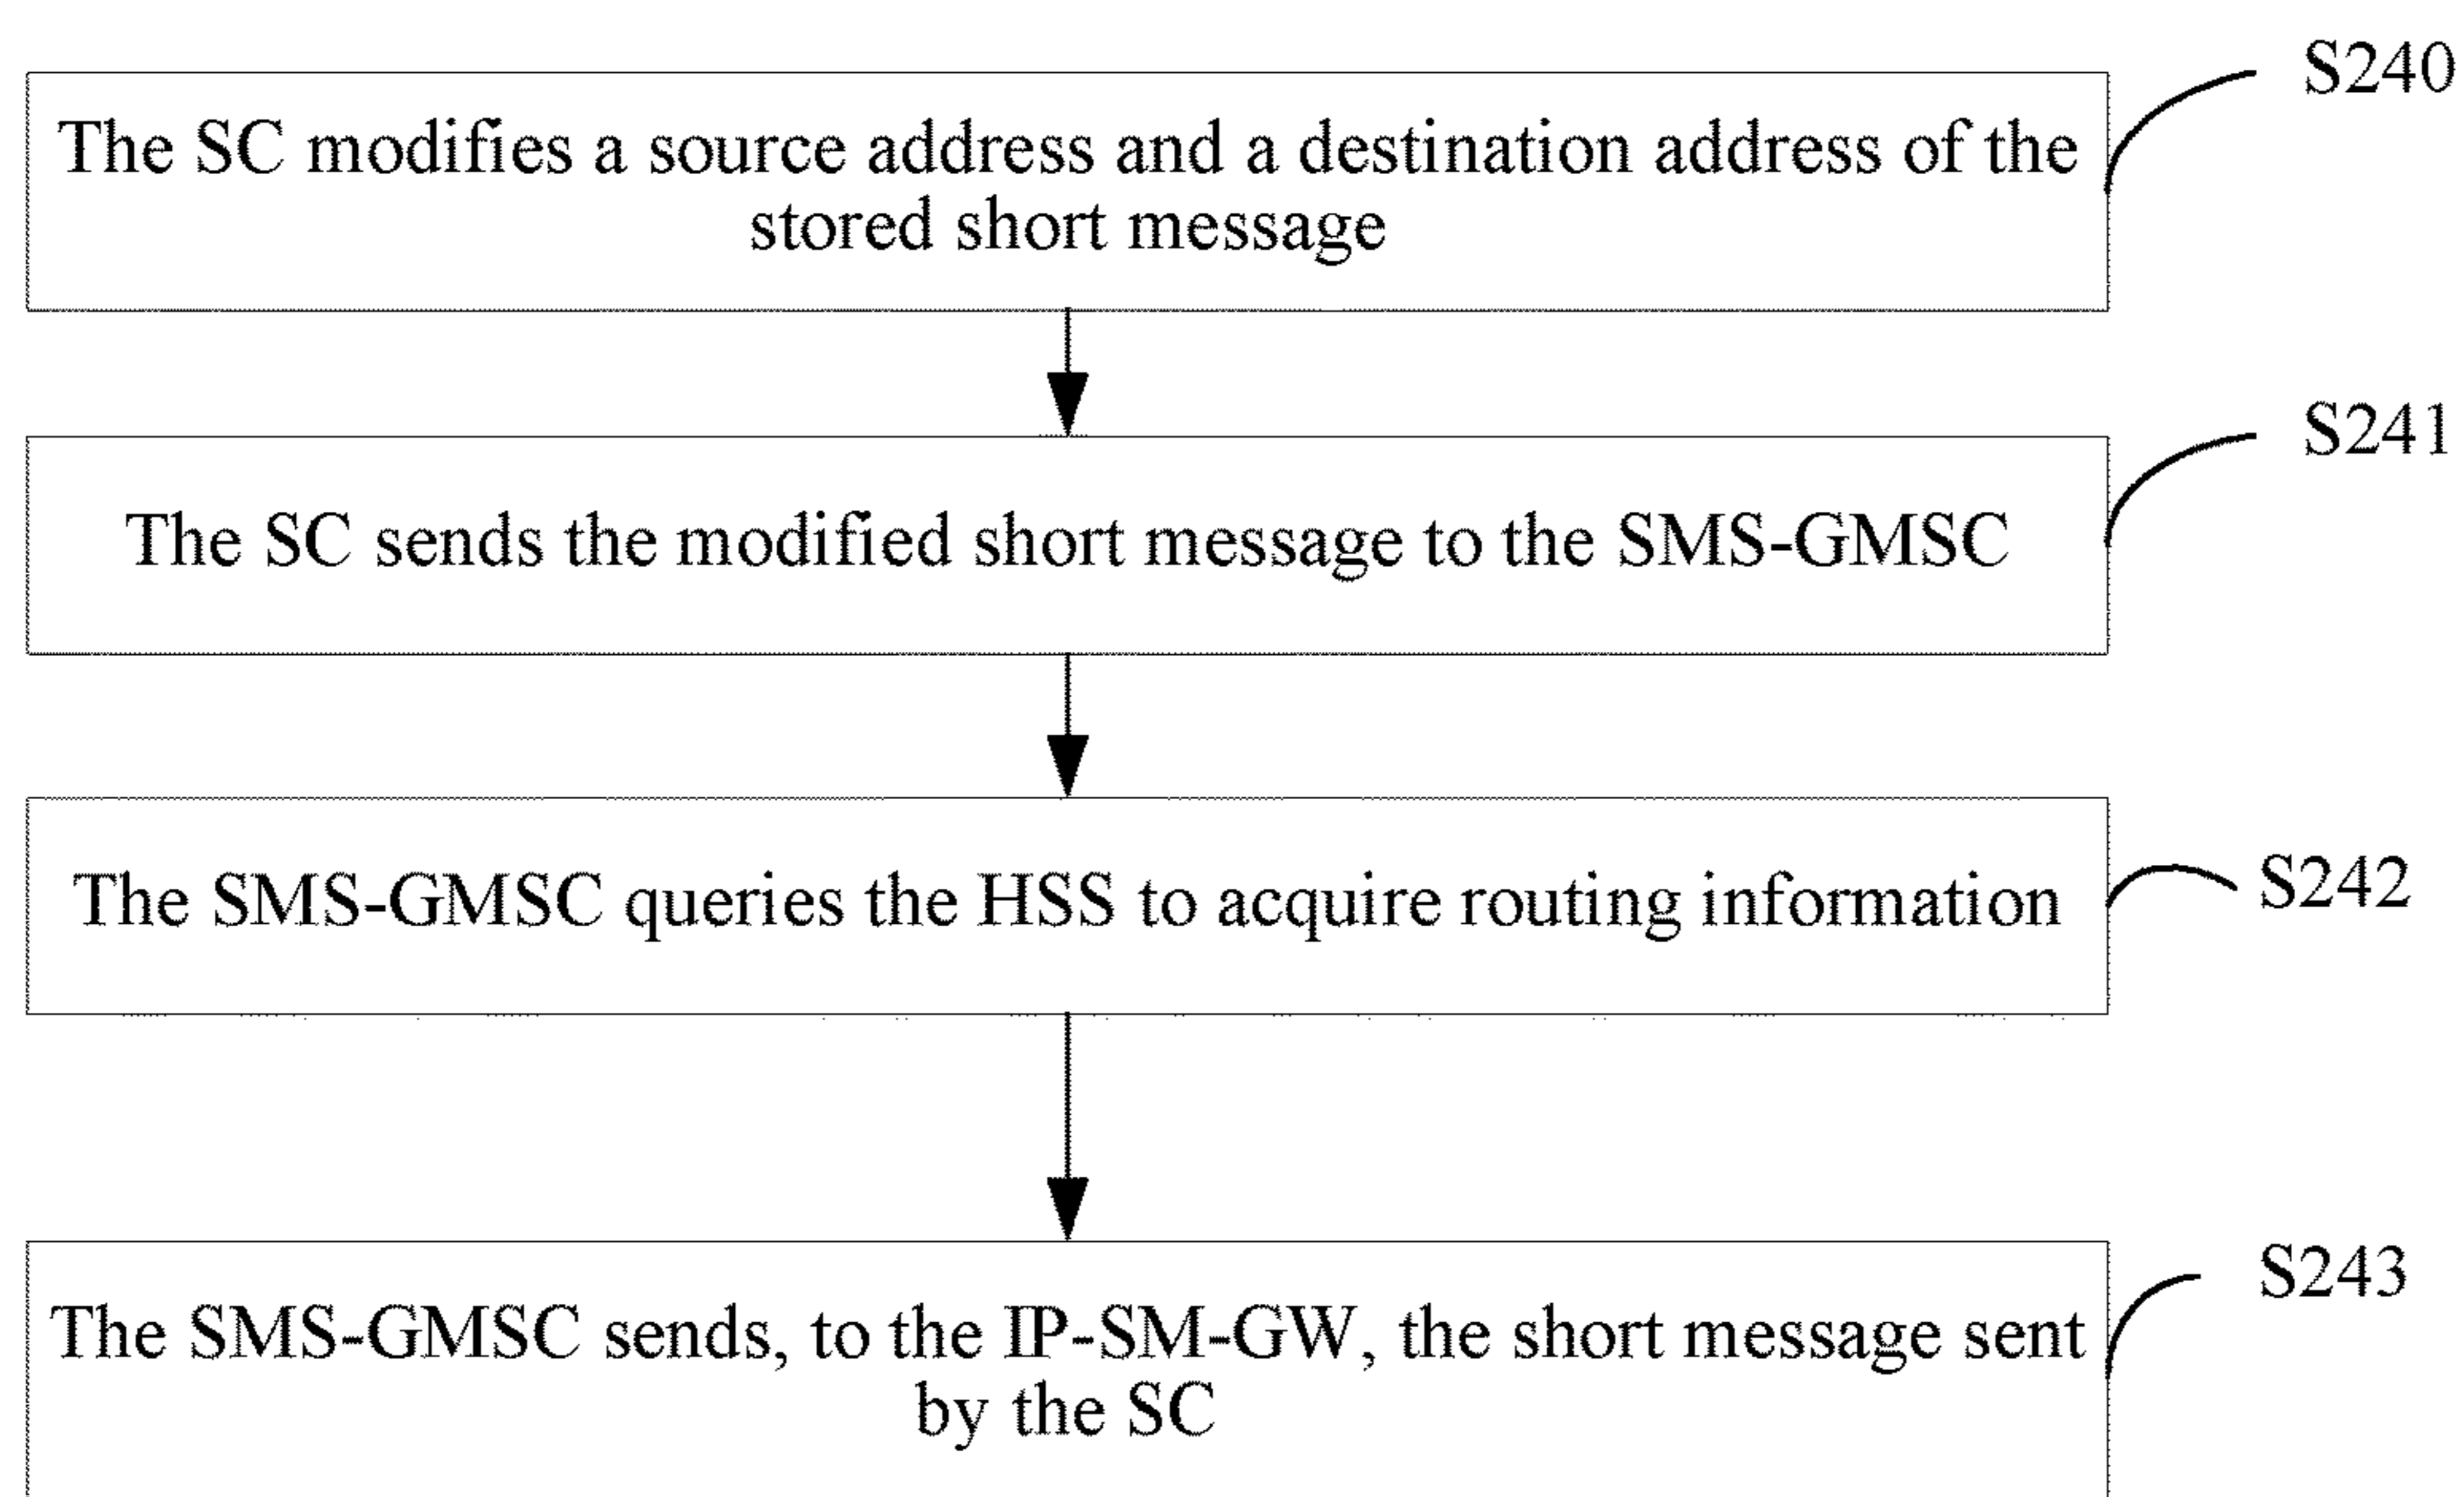 S240
The SC modifies a source address and a destination address of the
stored short message
S241
The SC sends the modified short message to the SMS-GMSC
The SMS-GMSC queries the HSS to acquire routing information
S242
S243
The SMS-GMSC sends, to the IP-SM-GW, the short message sent
by the SC